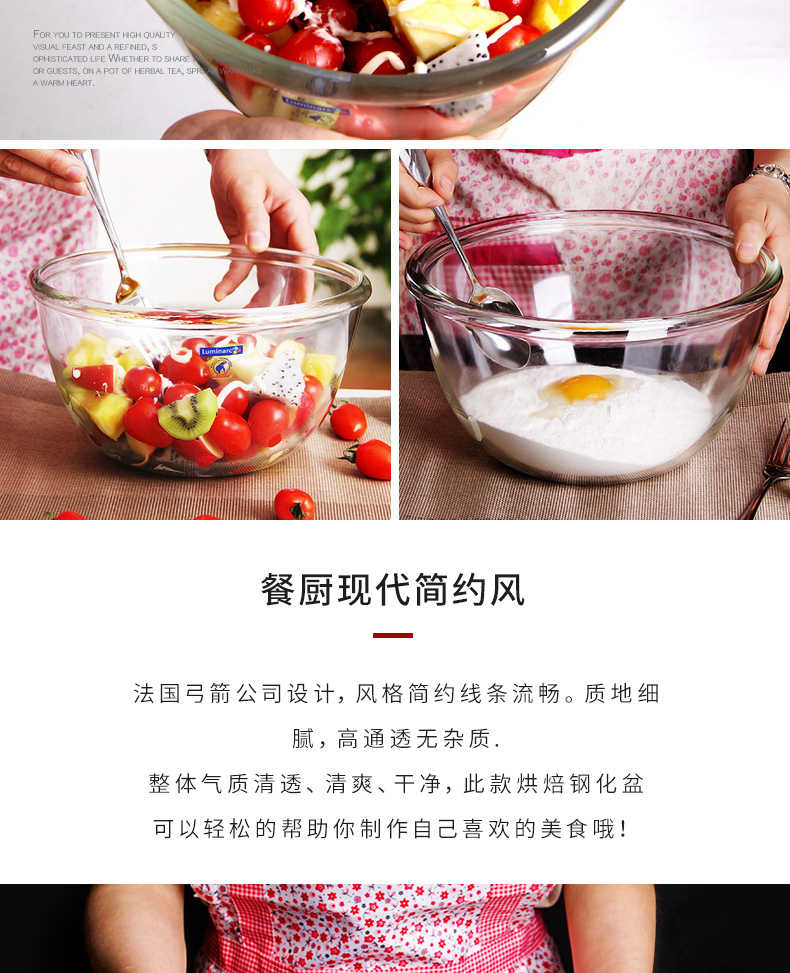 FOR YOU TO PRESENT HIGH QUALITY
VISUAL FEAST AND A REFINED, S
OPHISTICATED LIFE WHETHER TO SHARE
OR GUESTS, ON A POT OF HERBAL TEA,
A WARM HEART.
Luminarc
Luminarc
餐厨现代简约风
法国弓箭公司设计,风格简约线条流畅。质地细
腻,高通透无杂质.
整体气质清透、清爽、干净,此款烘焙钢化盆
可以轻松的帮助你制作自己喜欢的美食哦!